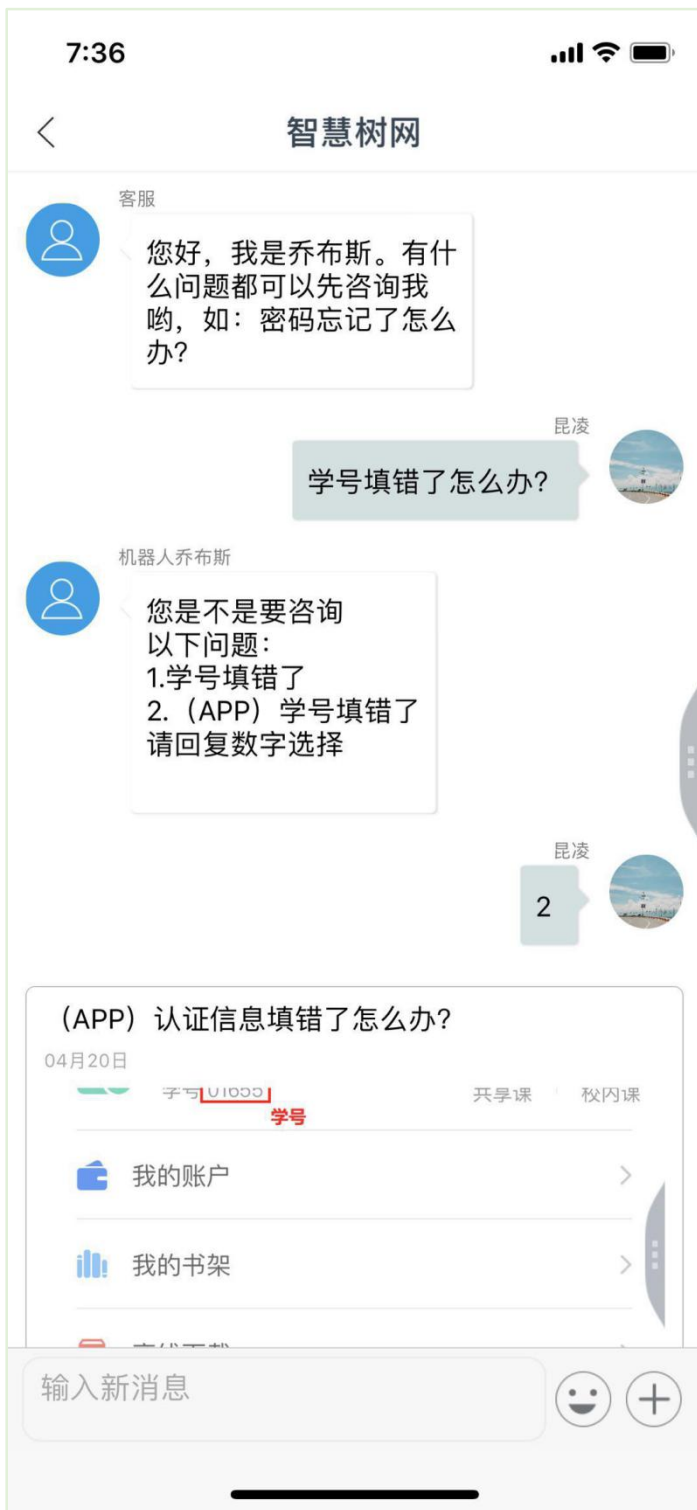 7:36
智慧树网
客服
您好，我是乔布斯。有什
么问题都可以先咨询我
哟，如：密码忘记了怎么
办?
昆凌
学号填错了怎么办?
机器人乔布斯
您是不是要咨询
以下问题：
1.学号填错了
2.（APP）学号填错了
请回复数字选择
昆凌
2
（APP）认证信息填错了怎么办?
04月20日
学号 01655 共享课 校内课
学号
我的账户
我的书架
输入新消息